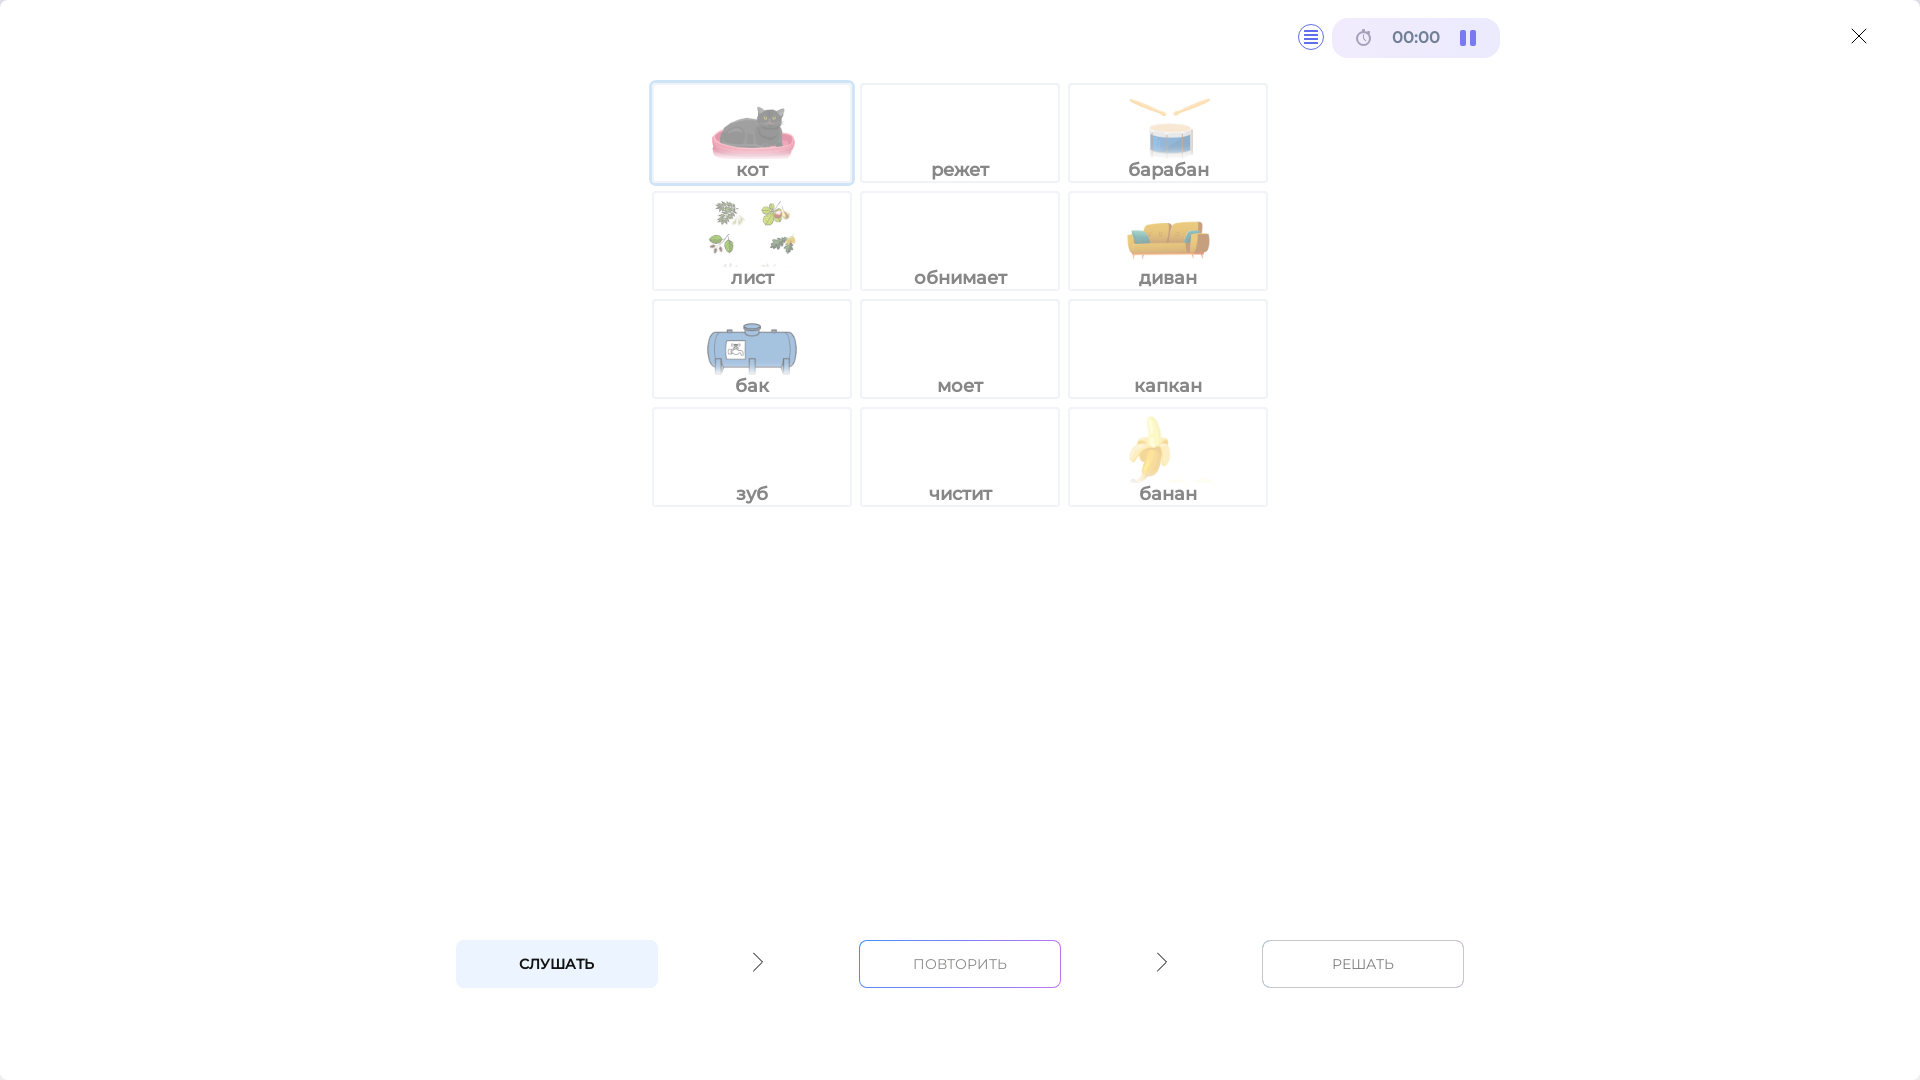 00:00
кот
режет
барабан
лист
обнимает
диван
бак
моет
капкан
зуб
чистит
банан
СЛУШАТЬ
ПОВТОРИТЬ
РЕШАТЬ